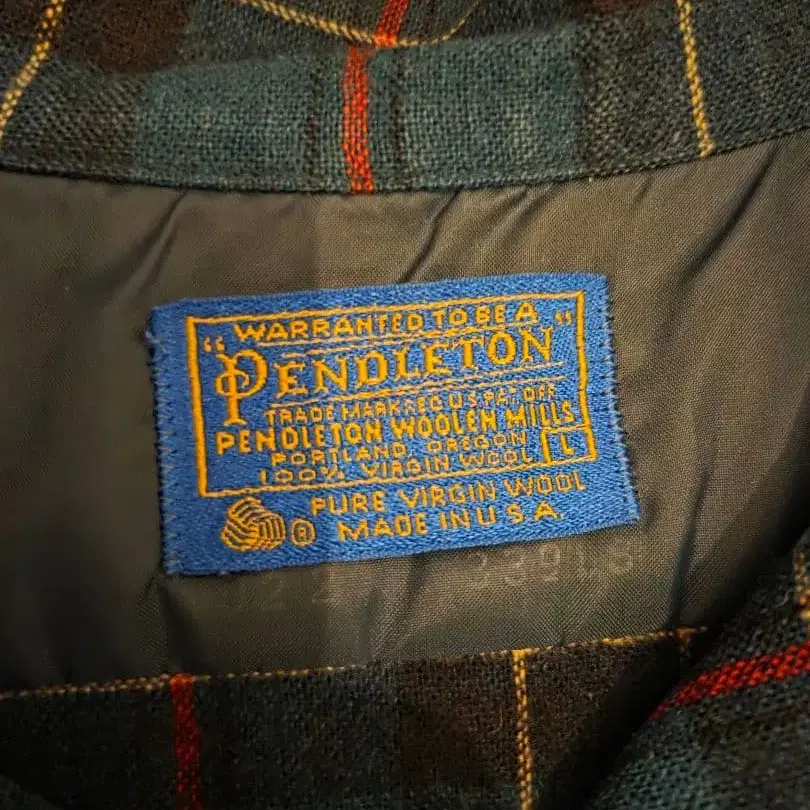 WARRANTED TO BE A
"PENDLETON"
TRADE MARK REG U.S. PAT. OFF.
PENDLETON WOOLEN MILLS
PORTLAND, OREGON
L
100% VIRGIN WOOL
PURE VIRGIN WOOL
® MADE IN U S A